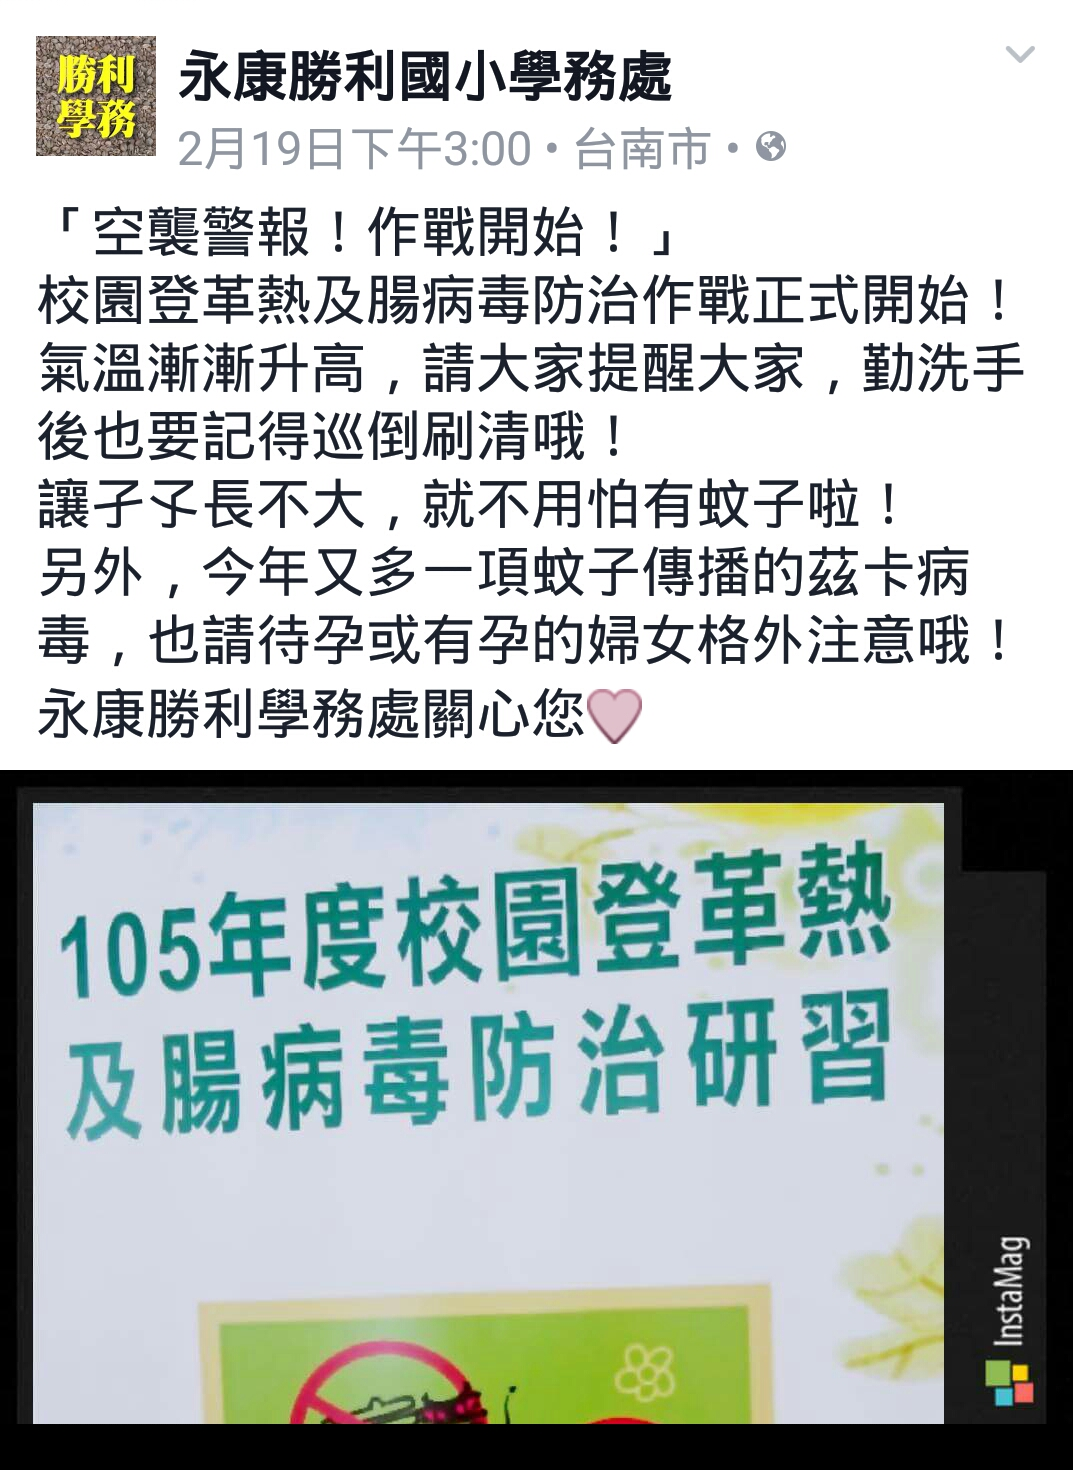 勝利
學務
永康勝利國小學務處
2月19日下午3:00 • 台南市 •
「空襲警報！作戰開始！」
校園登革熱及腸病毒防治作戰正式開始！
氣溫漸漸升高，請大家提醒大家，勤洗手
後也要記得巡倒刷清哦！
讓孑孓長不大，就不用怕有蚊子啦！
另外，今年又多一項蚊子傳播的茲卡病
毒，也請待孕或有孕的婦女格外注意哦！
永康勝利學務處關心您
105年度校園登革熱
及腸病毒防治研習
InstaMag